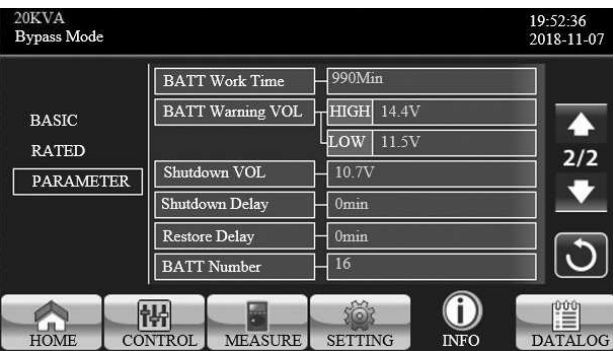 20KVA
Bypass Mode
19:52:36
2018-11-07
BASIC
RATED
PARAMETER
BATT Work Time 990Min
BATT Warning VOL HIGH 14.4V
LOW 11.5V
Shutdown VOL 10.7V
Shutdown Delay 0min
Restore Delay 0min
BATT Number 16
2/2
HOME CONTROL MEASURE SETTING INFO DATALOG